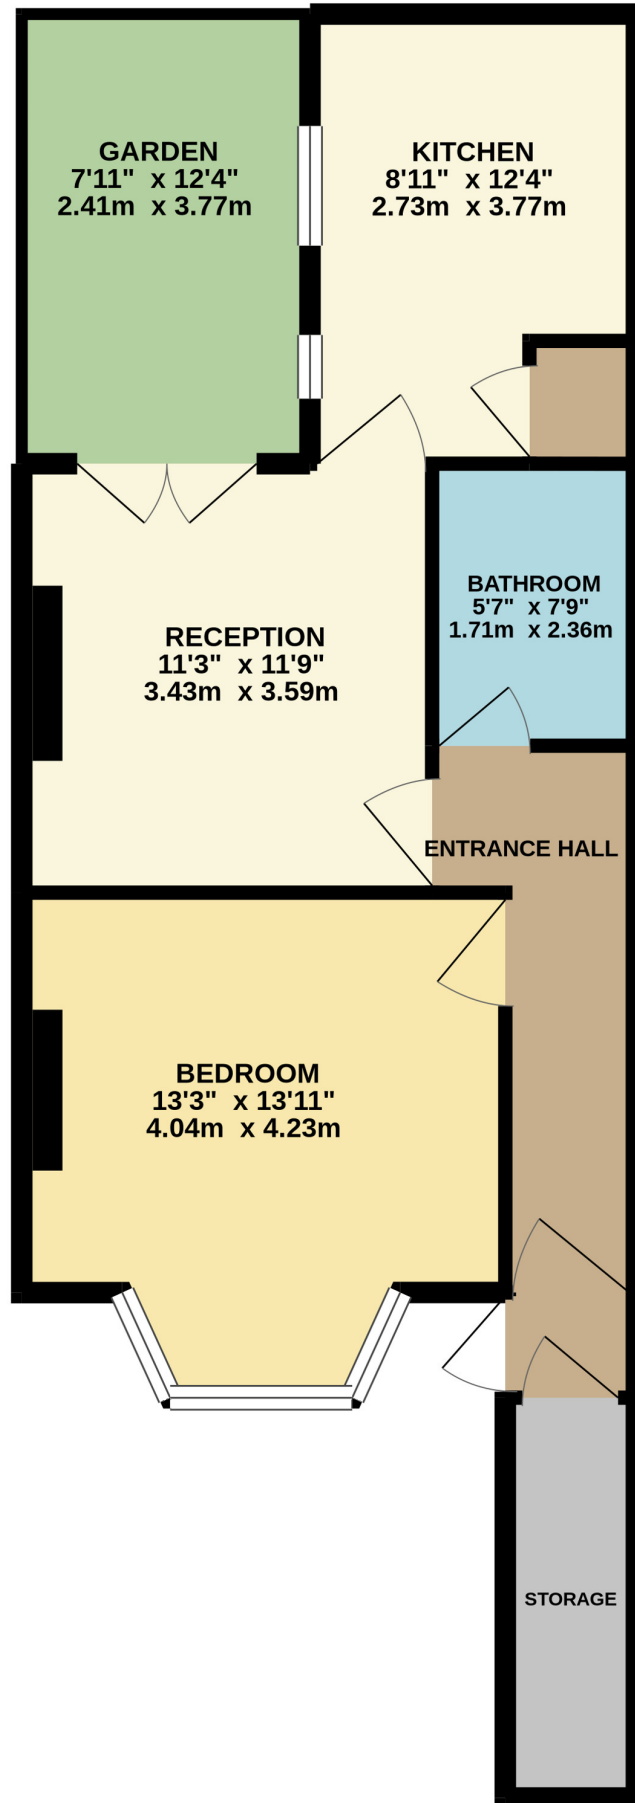 GARDEN
7'11" x 12'4"
2.41m x 3.77m
KITCHEN
8'11" x 12'4"
2.73m x 3.77m
BATHROOM
5'7" x 7'9"
1.71m x 2.36m
RECEPTION
11'3" x 11'9"
3.43m x 3.59m
ENTRANCE HALL
BEDROOM
13'3" x 13'11"
4.04m x 4.23m
STORAGE